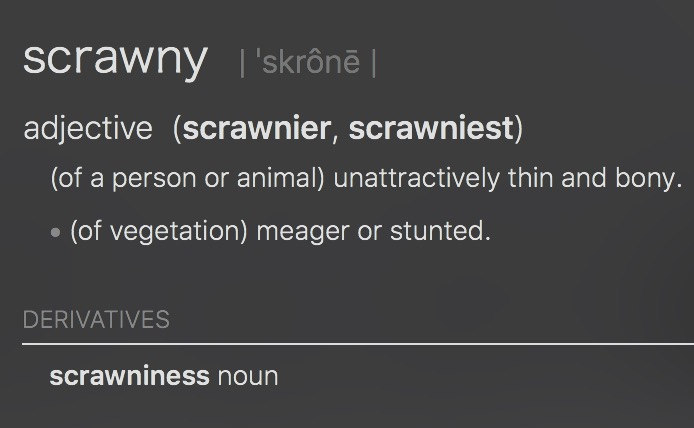 scrawny | ˈskrônē |
adjective (scrawnier, scrawniest)
(of a person or animal) unattractively thin and bony.
• (of vegetation) meager or stunted.
DERIVATIVES
scrawniness noun